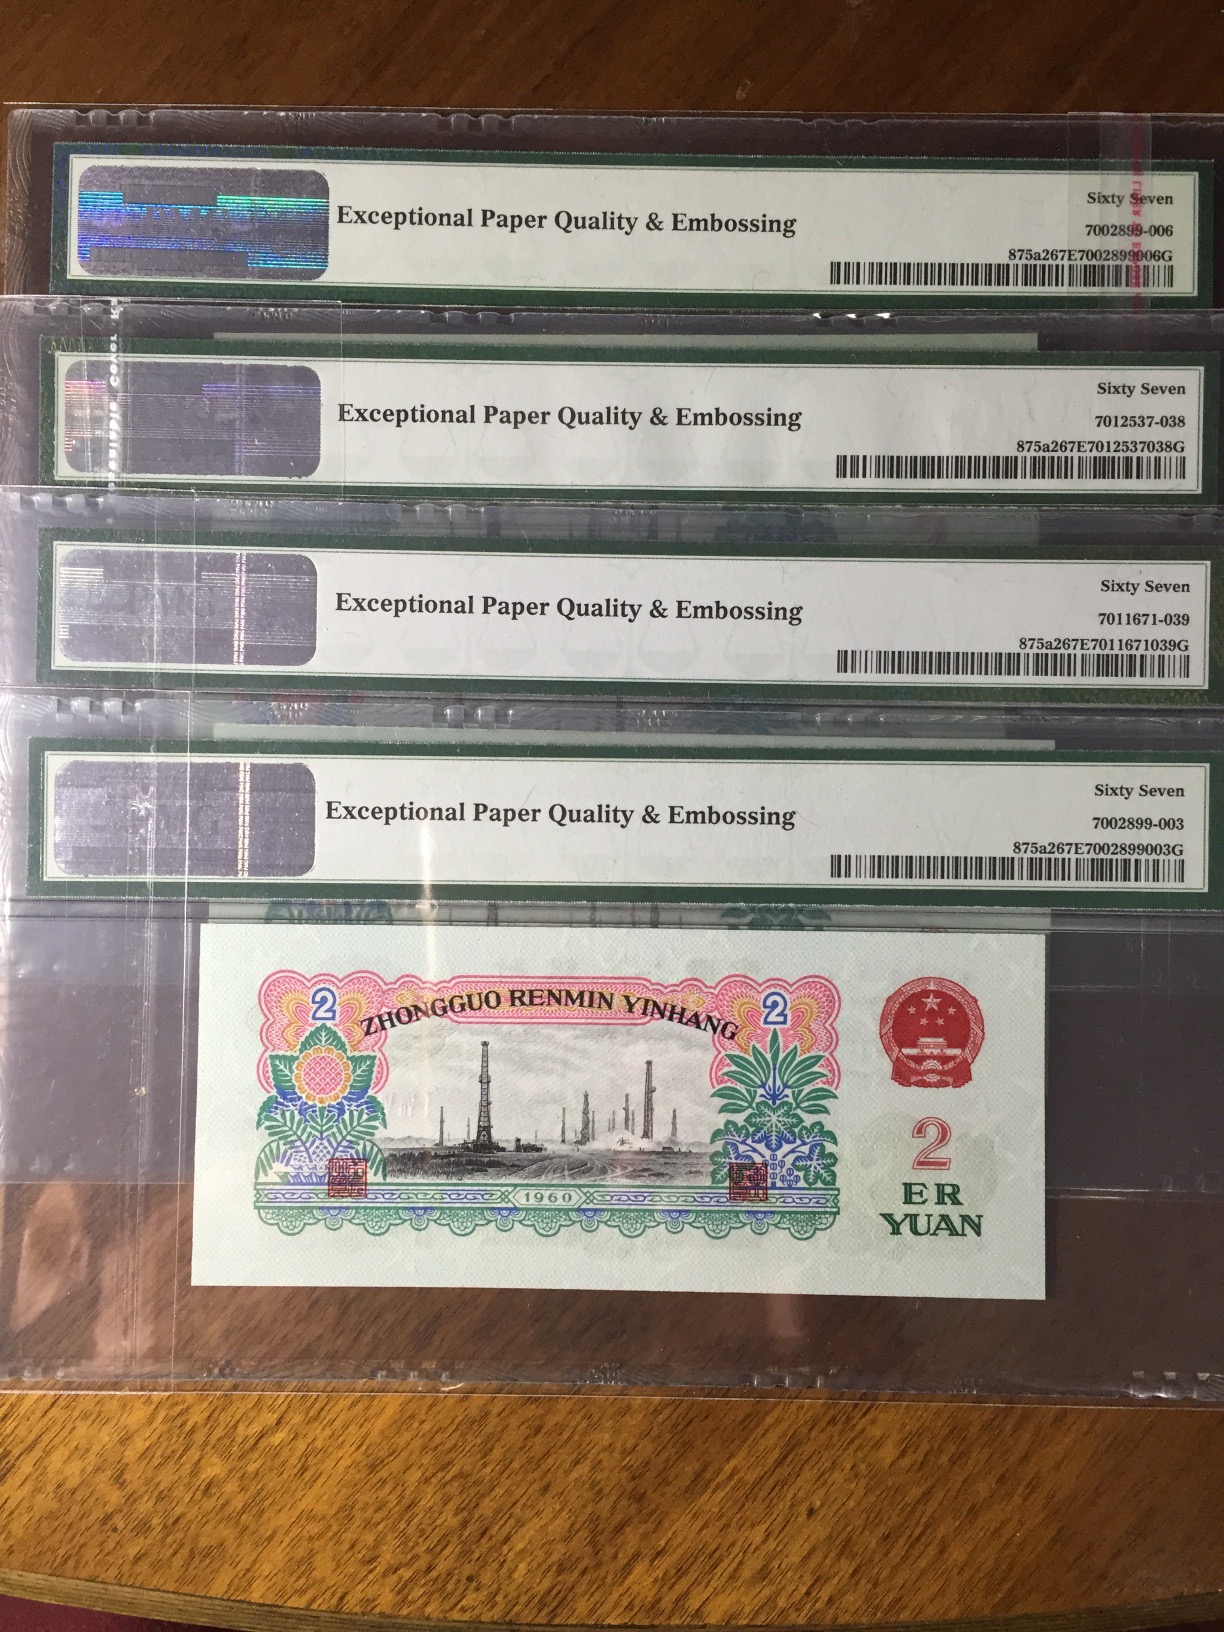 Exceptional Paper Quality & Embossing
Sixty Seven
7002899-006
875a267E7002899006G
Exceptional Paper Quality & Embossing
Sixty Seven
7012537-038
875a267E7012537038G
Exceptional Paper Quality & Embossing
Sixty Seven
7011671-039
875a267E7011671039G
Exceptional Paper Quality & Embossing
Sixty Seven
7002899-003
875a267E7002899003G
2
ZHONGGUO RENMIN YINHANG
2
2
ER
YUAN
1960